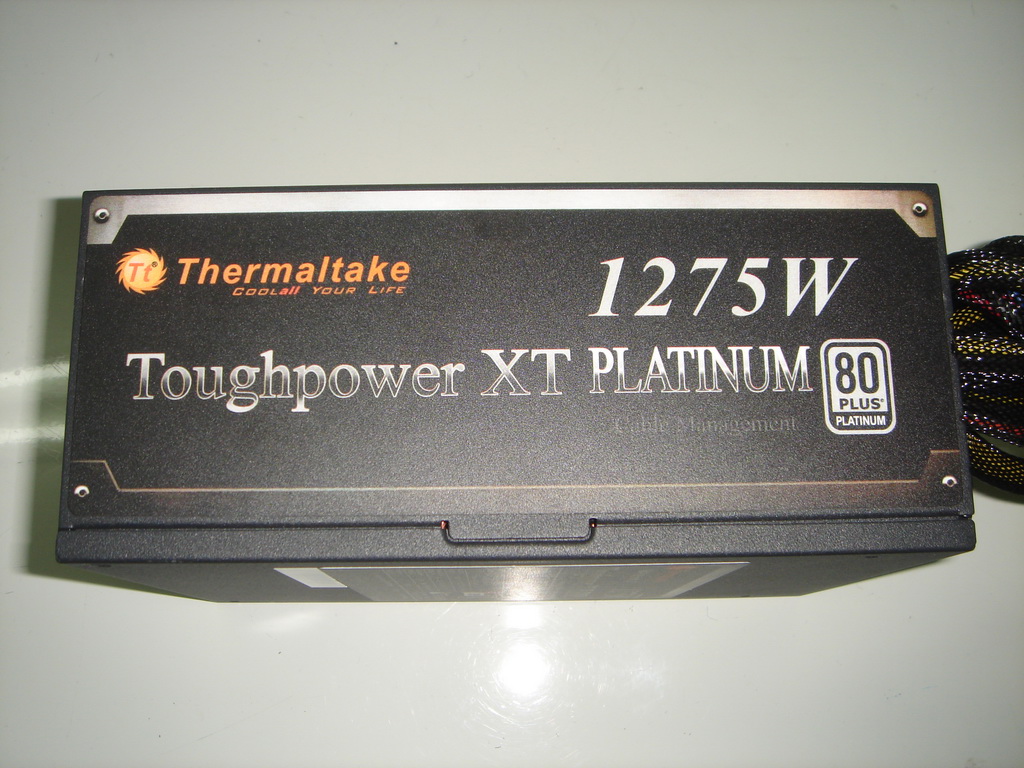 Tt® Thermaltake
COOLall YOUR LIFE
1275W
Toughpower XT PLATINUM
80
PLUS®
PLATINUM
Cable Management